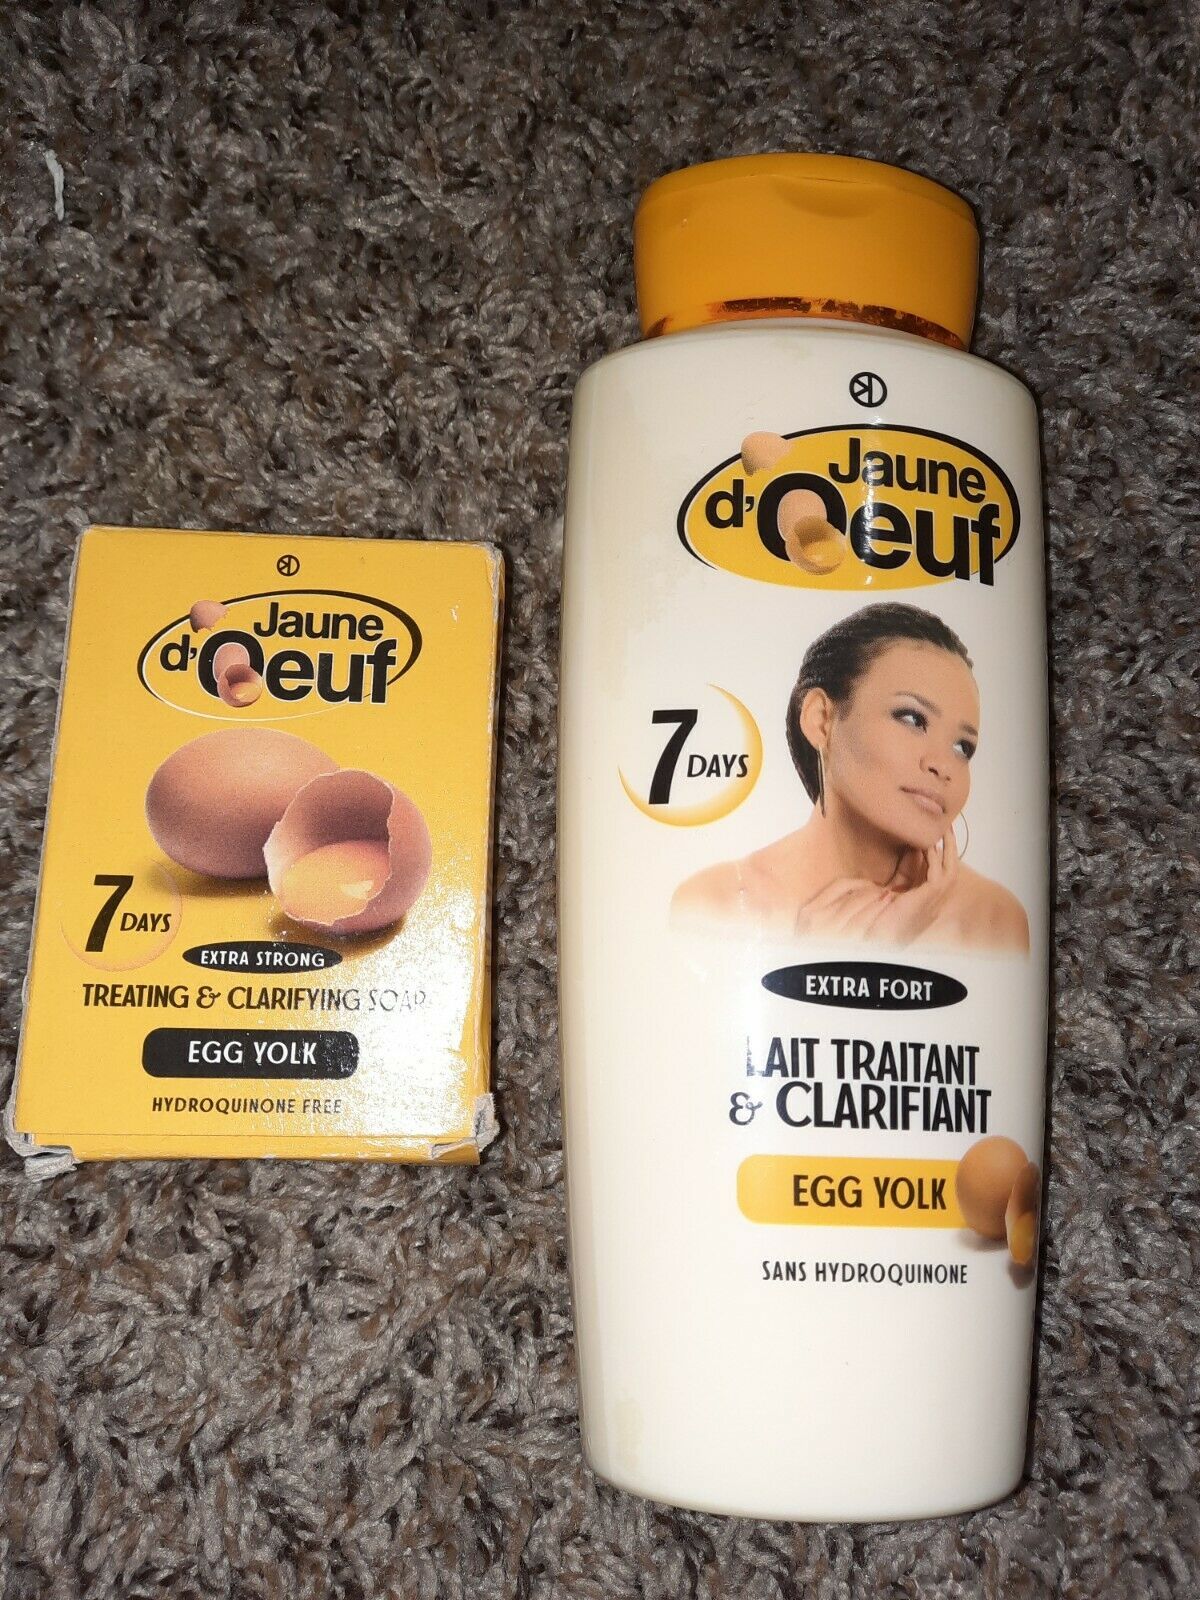 Jaune
d'Oeuf
7 DAYS
EXTRA STRONG
TREATING & CLARIFYING SOAP
EGG YOLK
HYDROQUINONE FREE
Jaune
d'Oeuf
7 DAYS
EXTRA FORT
LAIT TRAITANT
& CLARIFIANT
EGG YOLK
SANS HYDROQUINONE